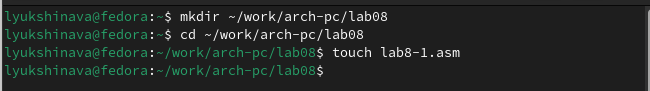 lyukshinava@fedora:~$ mkdir ~/work/arch-pc/lab08
lyukshinava@fedora:~$ cd ~/work/arch-pc/lab08
lyukshinava@fedora:~/work/arch-pc/lab08$ touch lab8-1.asm
lyukshinava@fedora:~/work/arch-pc/lab08$